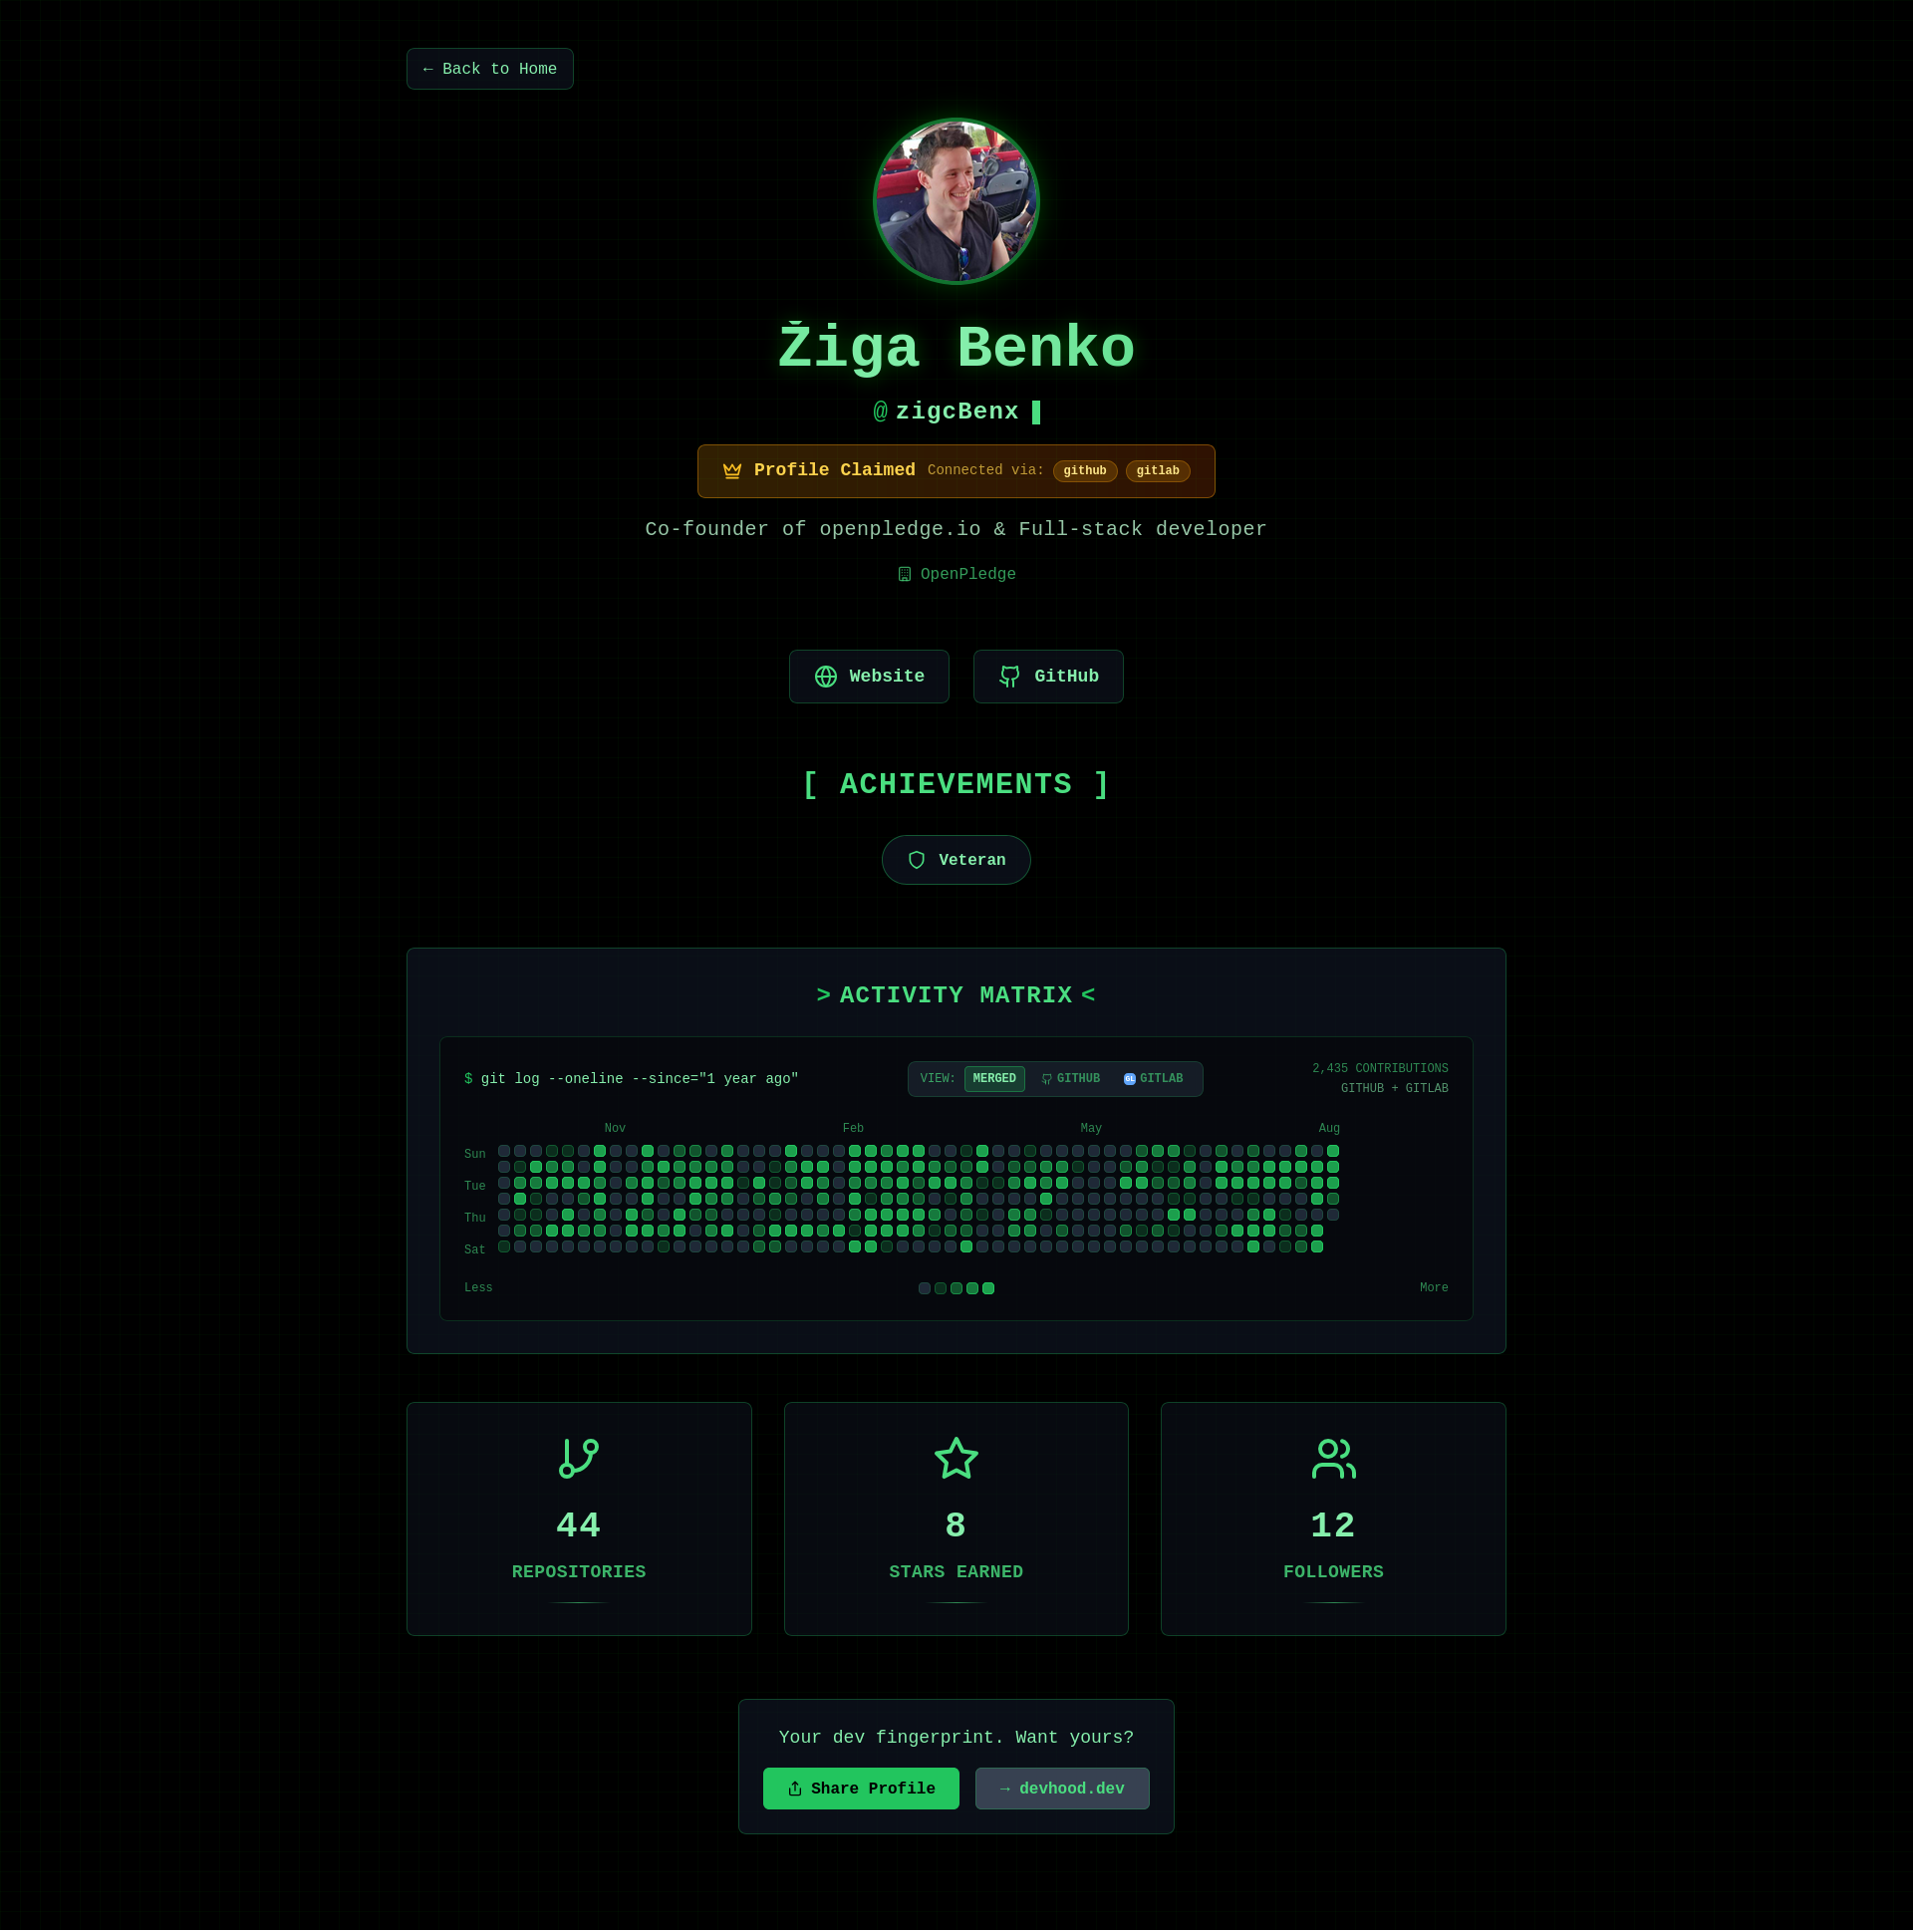 ← Back to Home
Žiga Benko
@zigcBenx
Profile Claimed Connected via: github gitlab
Co-founder of openpledge.io & Full-stack developer
OpenPledge
Website GitHub
[ ACHIEVEMENTS ]
Veteran
> ACTIVITY MATRIX <
$ git log --oneline --since="1 year ago" VIEW: MERGED GITHUB GL GITLAB 2,435 CONTRIBUTIONS
GITHUB + GITLAB
Nov Feb May Aug
Sun
Tue
Thu
Sat
Less More
44 8 12
REPOSITORIES STARS EARNED FOLLOWERS
Your dev fingerprint. Want yours?
Share Profile → devhood.dev